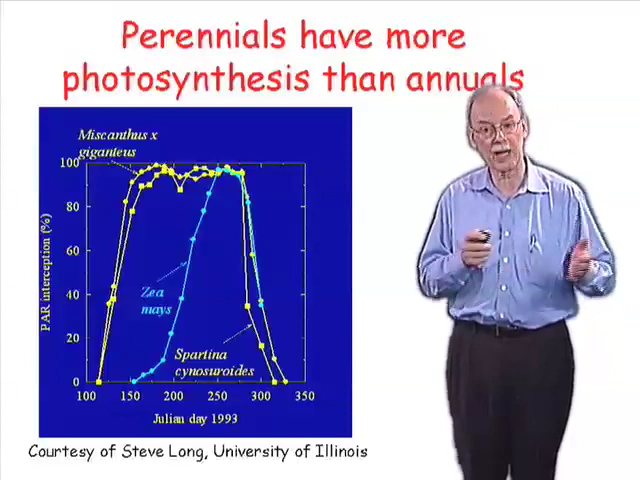 Perennials have more
photosynthesis than annuals
Miscanthus x
giganteus
100
80
60
40
20
0
PAR interception (%)
Zea
mays
Spartina
cynosuroides
100 150 200 250 300 350
Julian day 1993
Courtesy of Steve Long, University of Illinois